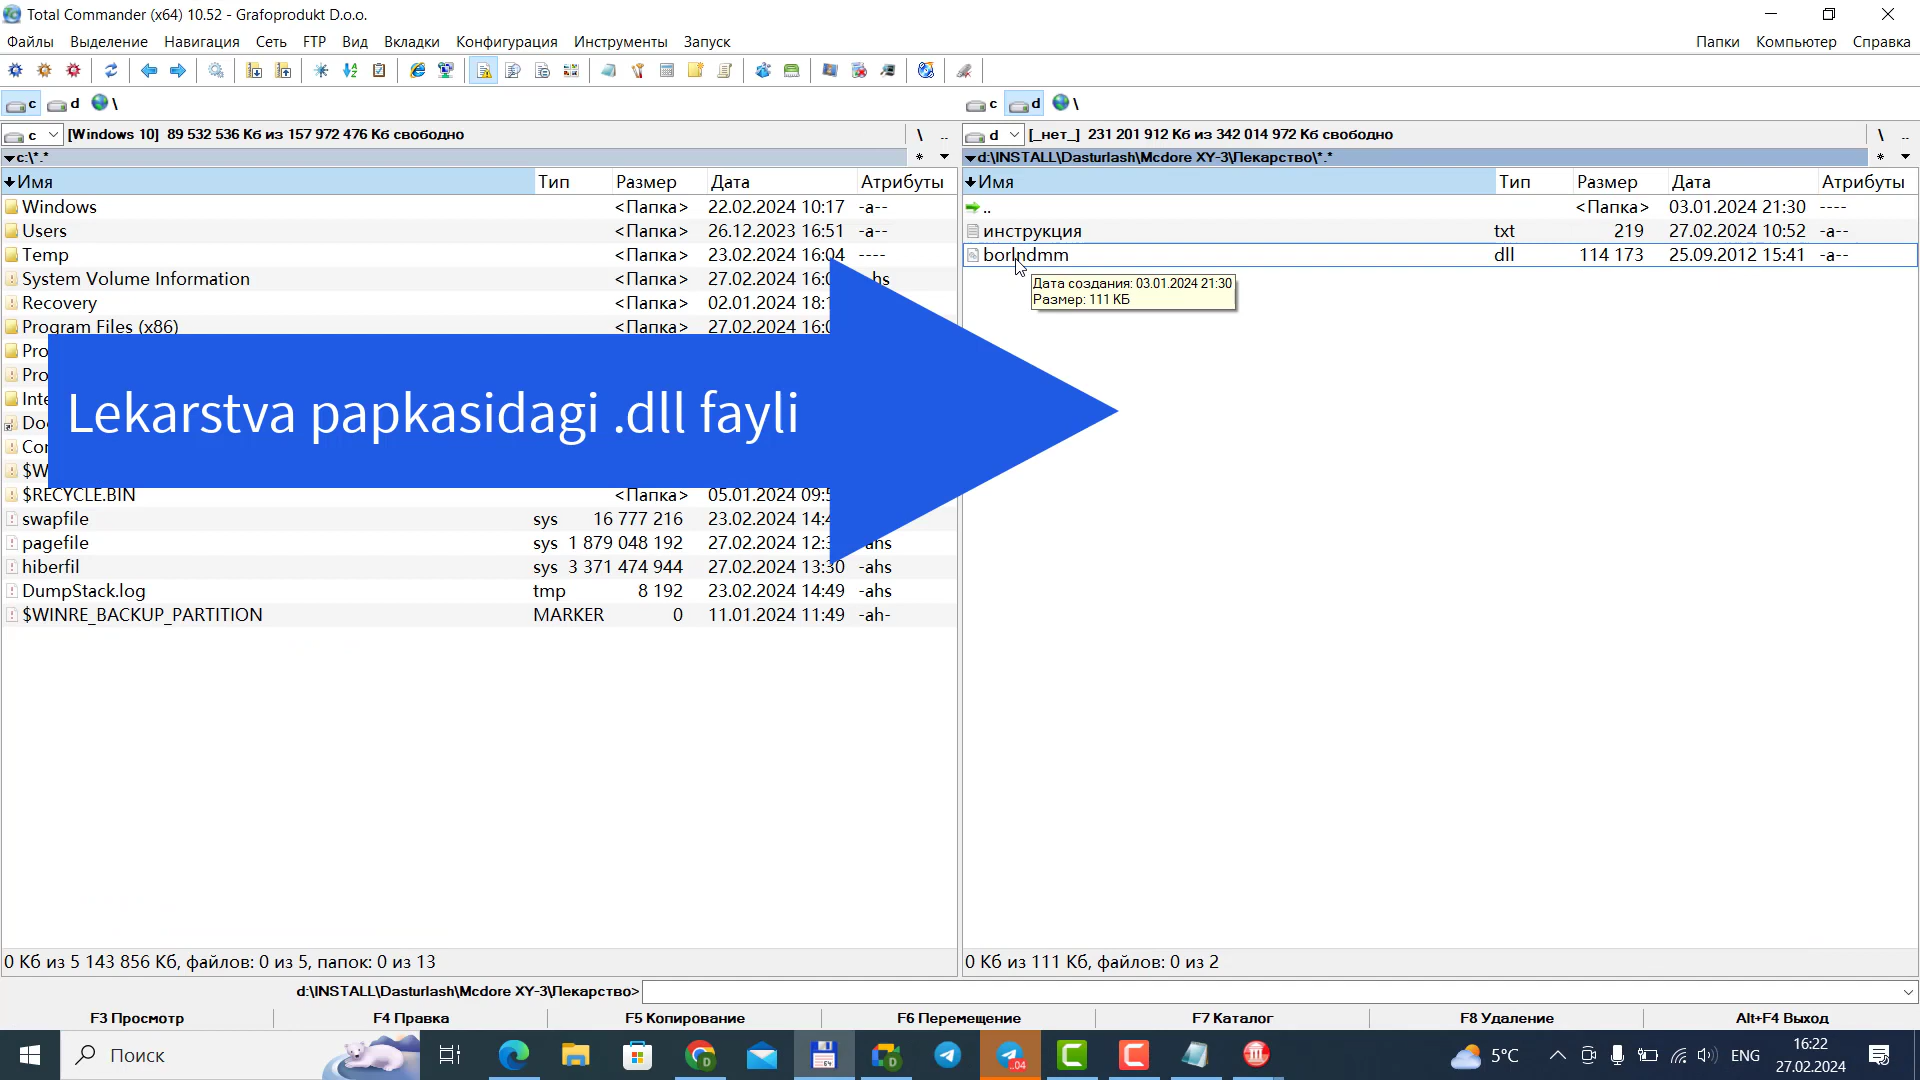 Total Commander (x64) 10.52 - Grafoprodukt D.o.o.
Файлы Выделение Навигация Сеть FTP Вид Вкладки Конфигурация Инструменты Запуск Папки Компьютер Справка
c d \
c d \
c [Windows 10] 89 532 536 Кб из 157 972 476 Кб свободно \ ..
d [_нет_] 231 201 912 Кб из 342 014 972 Кб свободно \ ..
c:\*.* *
d:\INSTALL\Dasturlash\Mcdore XY-3\Лекарство\*.* *
Имя Тип Размер Дата Атрибуты
Windows <Папка> 22.02.2024 10:17 -a--
Users <Папка> 26.12.2023 16:51 -a--
Temp <Папка> 23.02.2024 16:04 ----
System Volume Information <Папка> 27.02.2024 16:0 hs
Recovery <Папка> 02.01.2024 18:1
Program Files (x86) <Папка> 27.02.2024 16:0
Pro
Pro
Inte
Do
Cor
$W
$RECYCLE.BIN <Папка> 05.01.2024 09:5
swapfile sys 16 777 216 23.02.2024 14:4
pagefile sys 1 879 048 192 27.02.2024 12:3 -ahs
hiberfil sys 3 371 474 944 27.02.2024 13:30 -ahs
DumpStack.log tmp 8 192 23.02.2024 14:49 -ahs
$WINRE_BACKUP_PARTITION MARKER 0 11.01.2024 11:49 -ah-
Lekarstva papkasidagi .dll fayli
Имя Тип Размер Дата Атрибуты
.. <Папка> 03.01.2024 21:30 ----
инструкция txt 219 27.02.2024 10:52 -a--
borlndmm dll 114 173 25.09.2012 15:41 -a--
Дата создания: 03.01.2024 21:30
Размер: 111 КБ
0 Кб из 5 143 856 Кб, файлов: 0 из 5, папок: 0 из 13
0 Кб из 111 Кб, файлов: 0 из 2
d:\INSTALL\Dasturlash\Mcdore XY-3\Лекарство>
F3 Просмотр F4 Правка F5 Копирование F6 Перемещение F7 Каталог F8 Удаление Alt+F4 Выход
Поиск
64
D
D
..04
5°C
ENG
16:22
27.02.2024